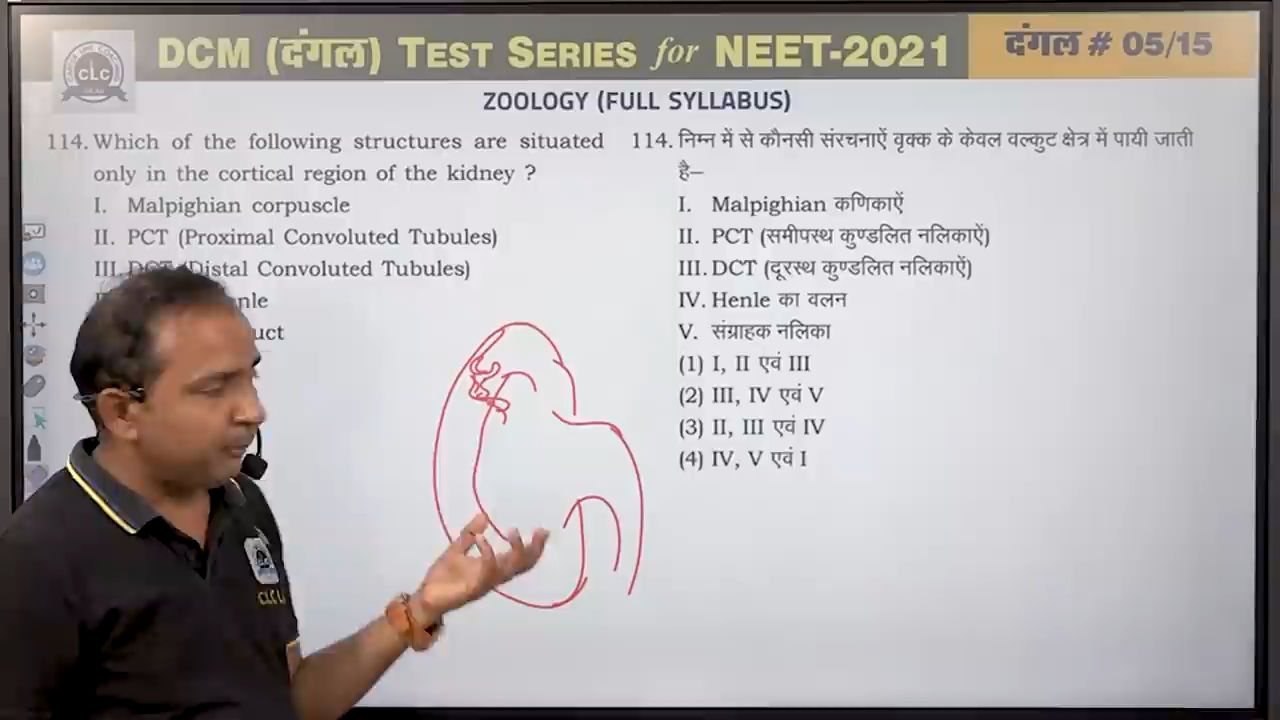 DCM (दंगल) TEST SERIES for NEET-2021
दंगल # 05/15
CLC
ZOOLOGY (FULL SYLLABUS)
114. Which of the following structures are situated
only in the cortical region of the kidney ?
I. Malpighian corpuscle
II. PCT (Proximal Convoluted Tubules)
III. DCT (Distal Convoluted Tubules)
114. निम्न में से कौनसी संरचनाऐं वृक्क के केवल वल्कुट क्षेत्र में पायी जाती
है–
I. Malpighian कणिकाऐं
II. PCT (समीपस्थ कुण्डलित नलिकाऐं)
III. DCT (दूरस्थ कुण्डलित नलिकाऐं)
IV. Henle का वलन
V. संग्राहक नलिका
(1) I, II एवं III
(2) III, IV एवं V
(3) II, III एवं IV
(4) IV, V एवं I